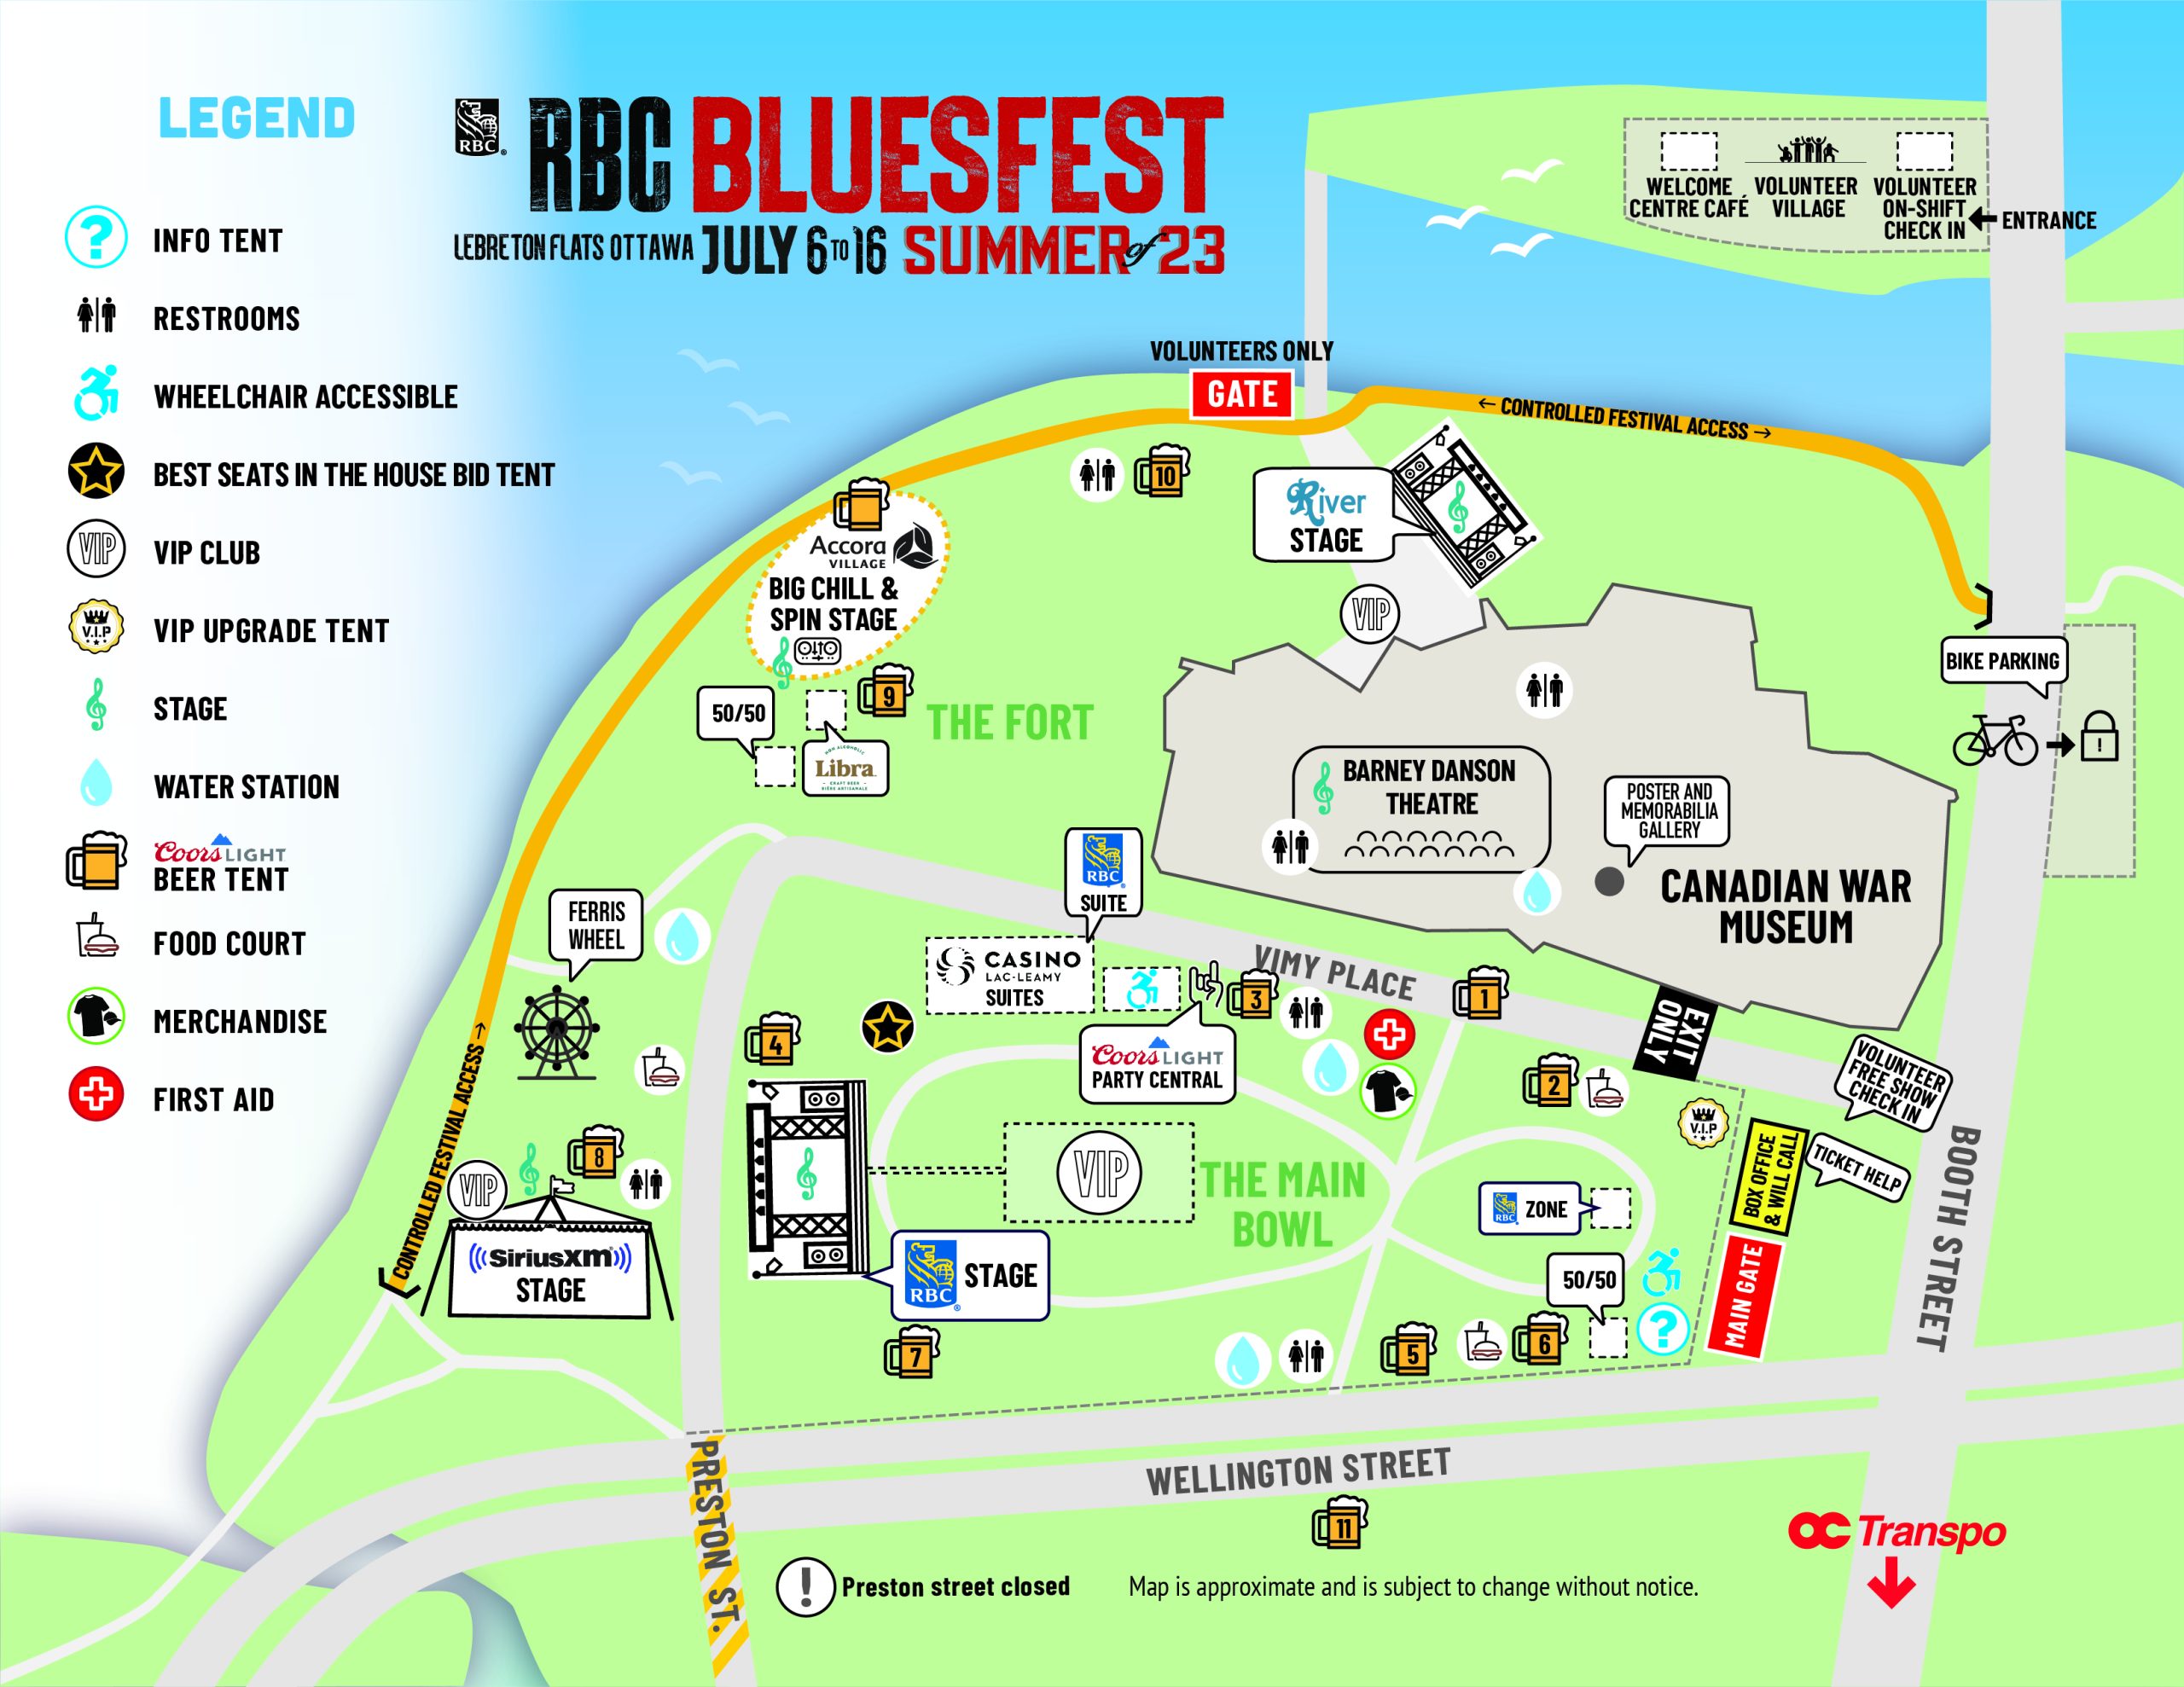 LEGEND
INFO TENT
RESTROOMS
WHEELCHAIR ACCESSIBLE
BEST SEATS IN THE HOUSE BID TENT
VIP
VIP CLUB
V.I.P
VIP UPGRADE TENT
STAGE
WATER STATION
Coors LIGHT
BEER TENT
FOOD COURT
MERCHANDISE
FIRST AID
RBC
RBC BLUESFEST
LEBRETON FLATS OTTAWA JULY 6 TO 16 SUMMER of 23
WELCOME
CENTRE CAFÉ
VOLUNTEER
VILLAGE
VOLUNTEER
ON-SHIFT
CHECK IN
← ENTRANCE
VOLUNTEERS ONLY
GATE
← CONTROLLED FESTIVAL ACCESS →
10
River
STAGE
VIP
Accora
VILLAGE
BIG CHILL &
SPIN STAGE
9
50/50
NON ALCOHOLIC
Libra
CRAFT BEER
BIÈRE ARTISANALE
THE FORT
BIKE PARKING
BARNEY DANSON
THEATRE
POSTER AND
MEMORABILIA
GALLERY
CANADIAN WAR
MUSEUM
RBC
SUITE
FERRIS
WHEEL
CASINO
LAC-LEAMY
SUITES
VIMY PLACE
3
1
4
Coors LIGHT
PARTY CENTRAL
EXIT
ONLY
2
VOLUNTEER
FREE SHOW
CHECK IN
V.I.P
BOX OFFICE
& WILL CALL
TICKET HELP
CONTROLLED FESTIVAL ACCESS →
8
VIP
SiriusXM
STAGE
VIP
THE MAIN
BOWL
RBC
ZONE
RBC
STAGE
50/50
MAIN GATE
BOOTH STREET
7
5
6
PRESTON ST.
WELLINGTON STREET
11
OC Transpo
! Preston street closed
Map is approximate and is subject to change without notice.